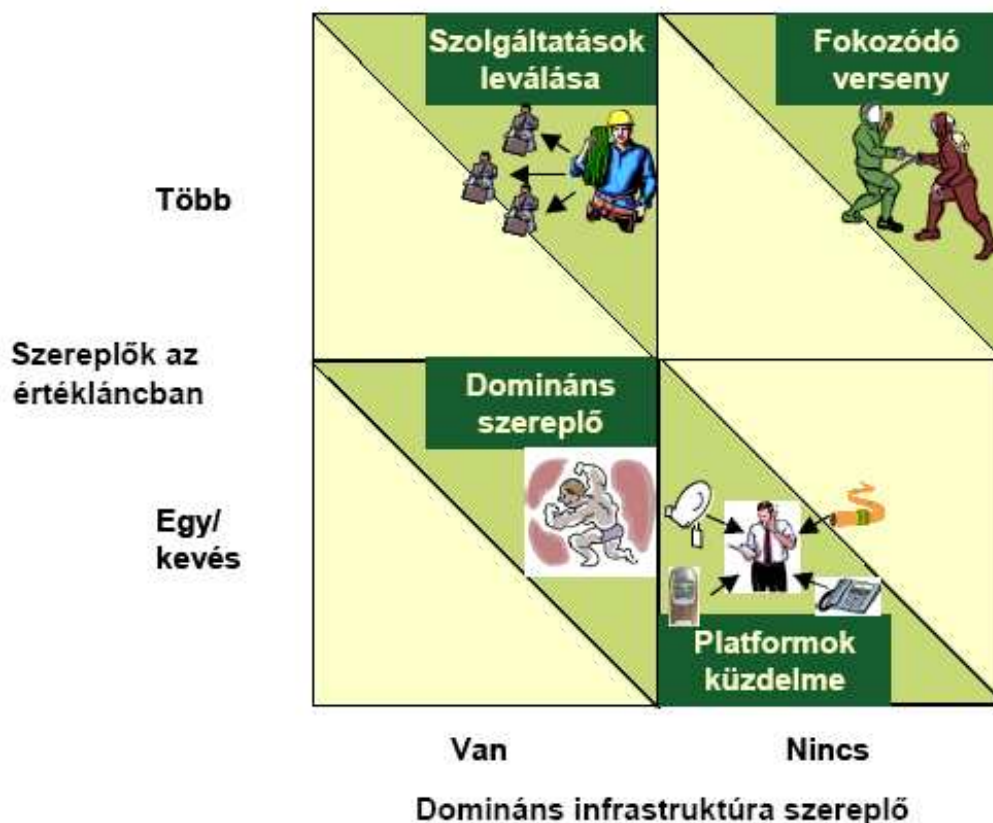 Szolgáltatások
leválása
Fokozódó
verseny
Több
Szereplők az
értékláncban
Domináns
szereplő
Egy/
kevés
Platformok
küzdelme
Van
Nincs
Domináns infrastruktúra szereplő